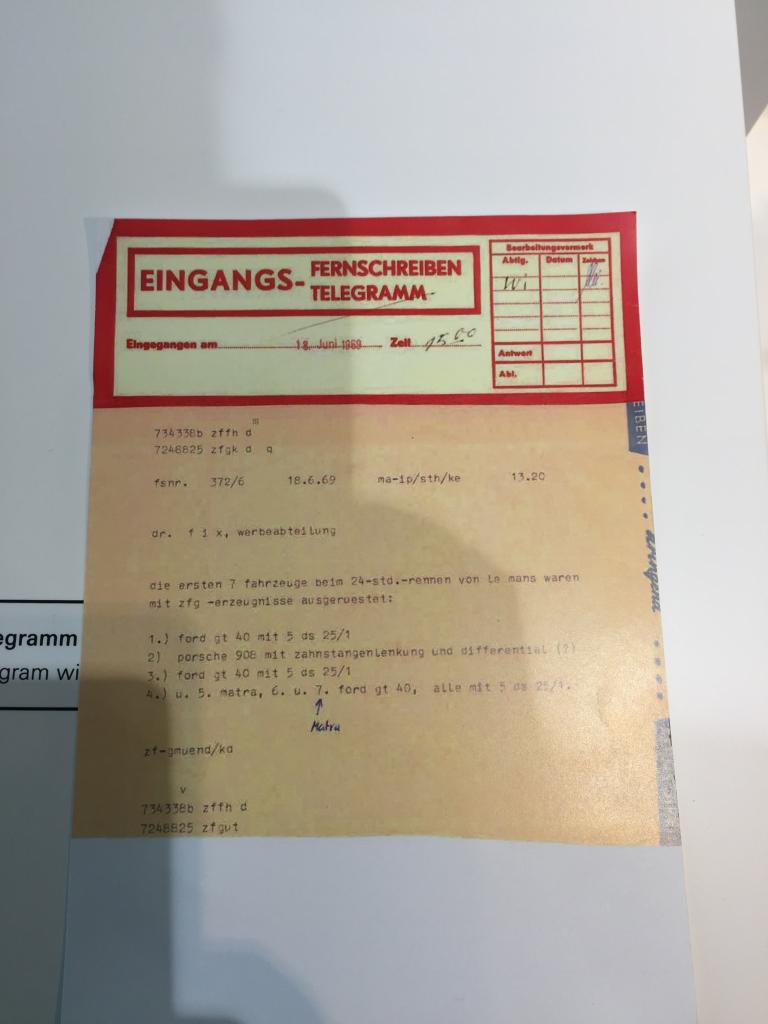 EINGANGS- FERNSCHREIBEN
TELEGRAMM
Bearbeitungsvermerk
Abtlg. Datum Zeichen
Wi
Eingegangen am 18. Juni 1969 Zeit 15 00
Antwort
Abl.
m
734338b zffh d
7248825 zfgk d q
fsnr. 372/6 18.6.69 ma-ip/sth/ke 13.20
dr. f i x, werbeabteilung
die ersten 7 fahrzeuge beim 24-std.-rennen von le mans waren
mit zfg -erzeugnisse ausgeruestet:
1.) ford gt 40 mit 5 ds 25/1
2) porsche 908 mit zahnstangenlenkung und differential (?)
3.) ford gt 40 mit 5 ds 25/1
4.) u. 5. matra, 6. u. 7. ford gt 40, alle mit 5 ds 25/1.
↑
Matra
zf-gmuend/kd
v
734338b zffh d
7248825 zfgut
EIBEN
egramm
gram wi